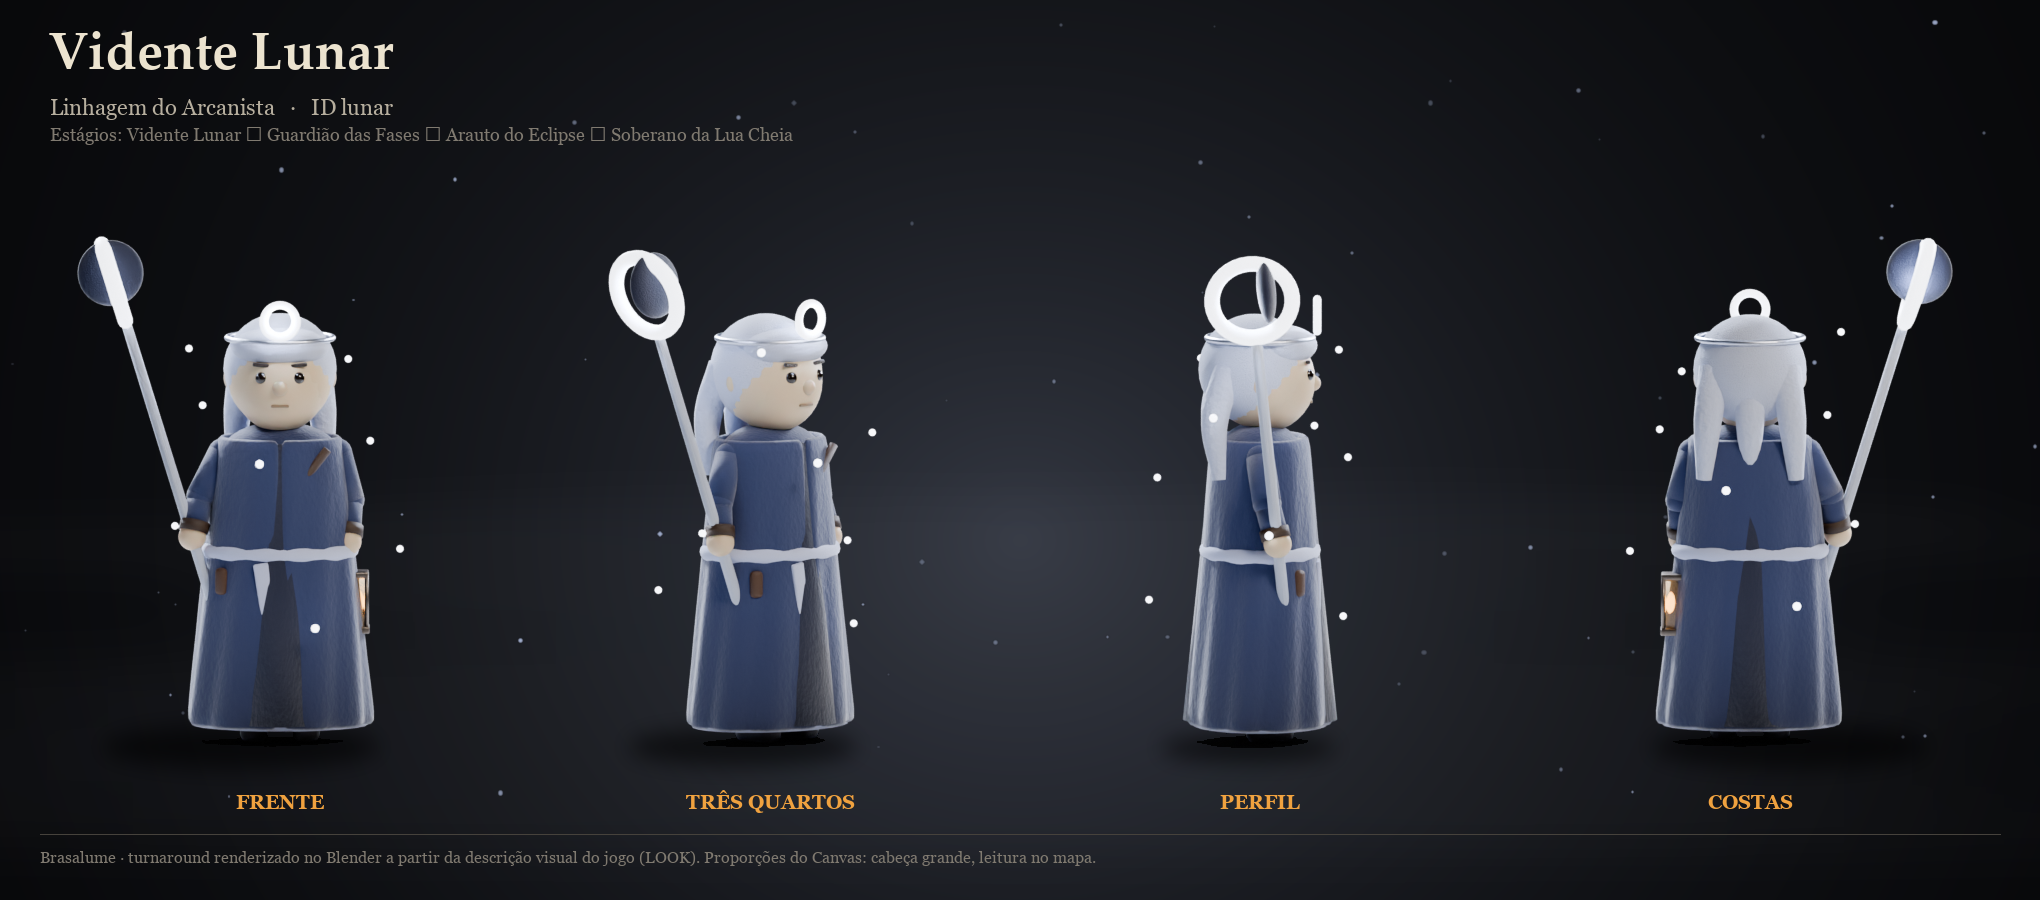 Vidente Lunar
Linhagem do Arcanista · ID lunar
Estágios: Vidente Lunar □ Guardião das Fases □ Arauto do Eclipse □ Soberano da Lua Cheia
FRENTE
TRÊS QUARTOS
PERFIL
COSTAS
Brasalume · turnaround renderizado no Blender a partir da descrição visual do jogo (LOOK). Proporções do Canvas: cabeça grande, leitura no mapa.